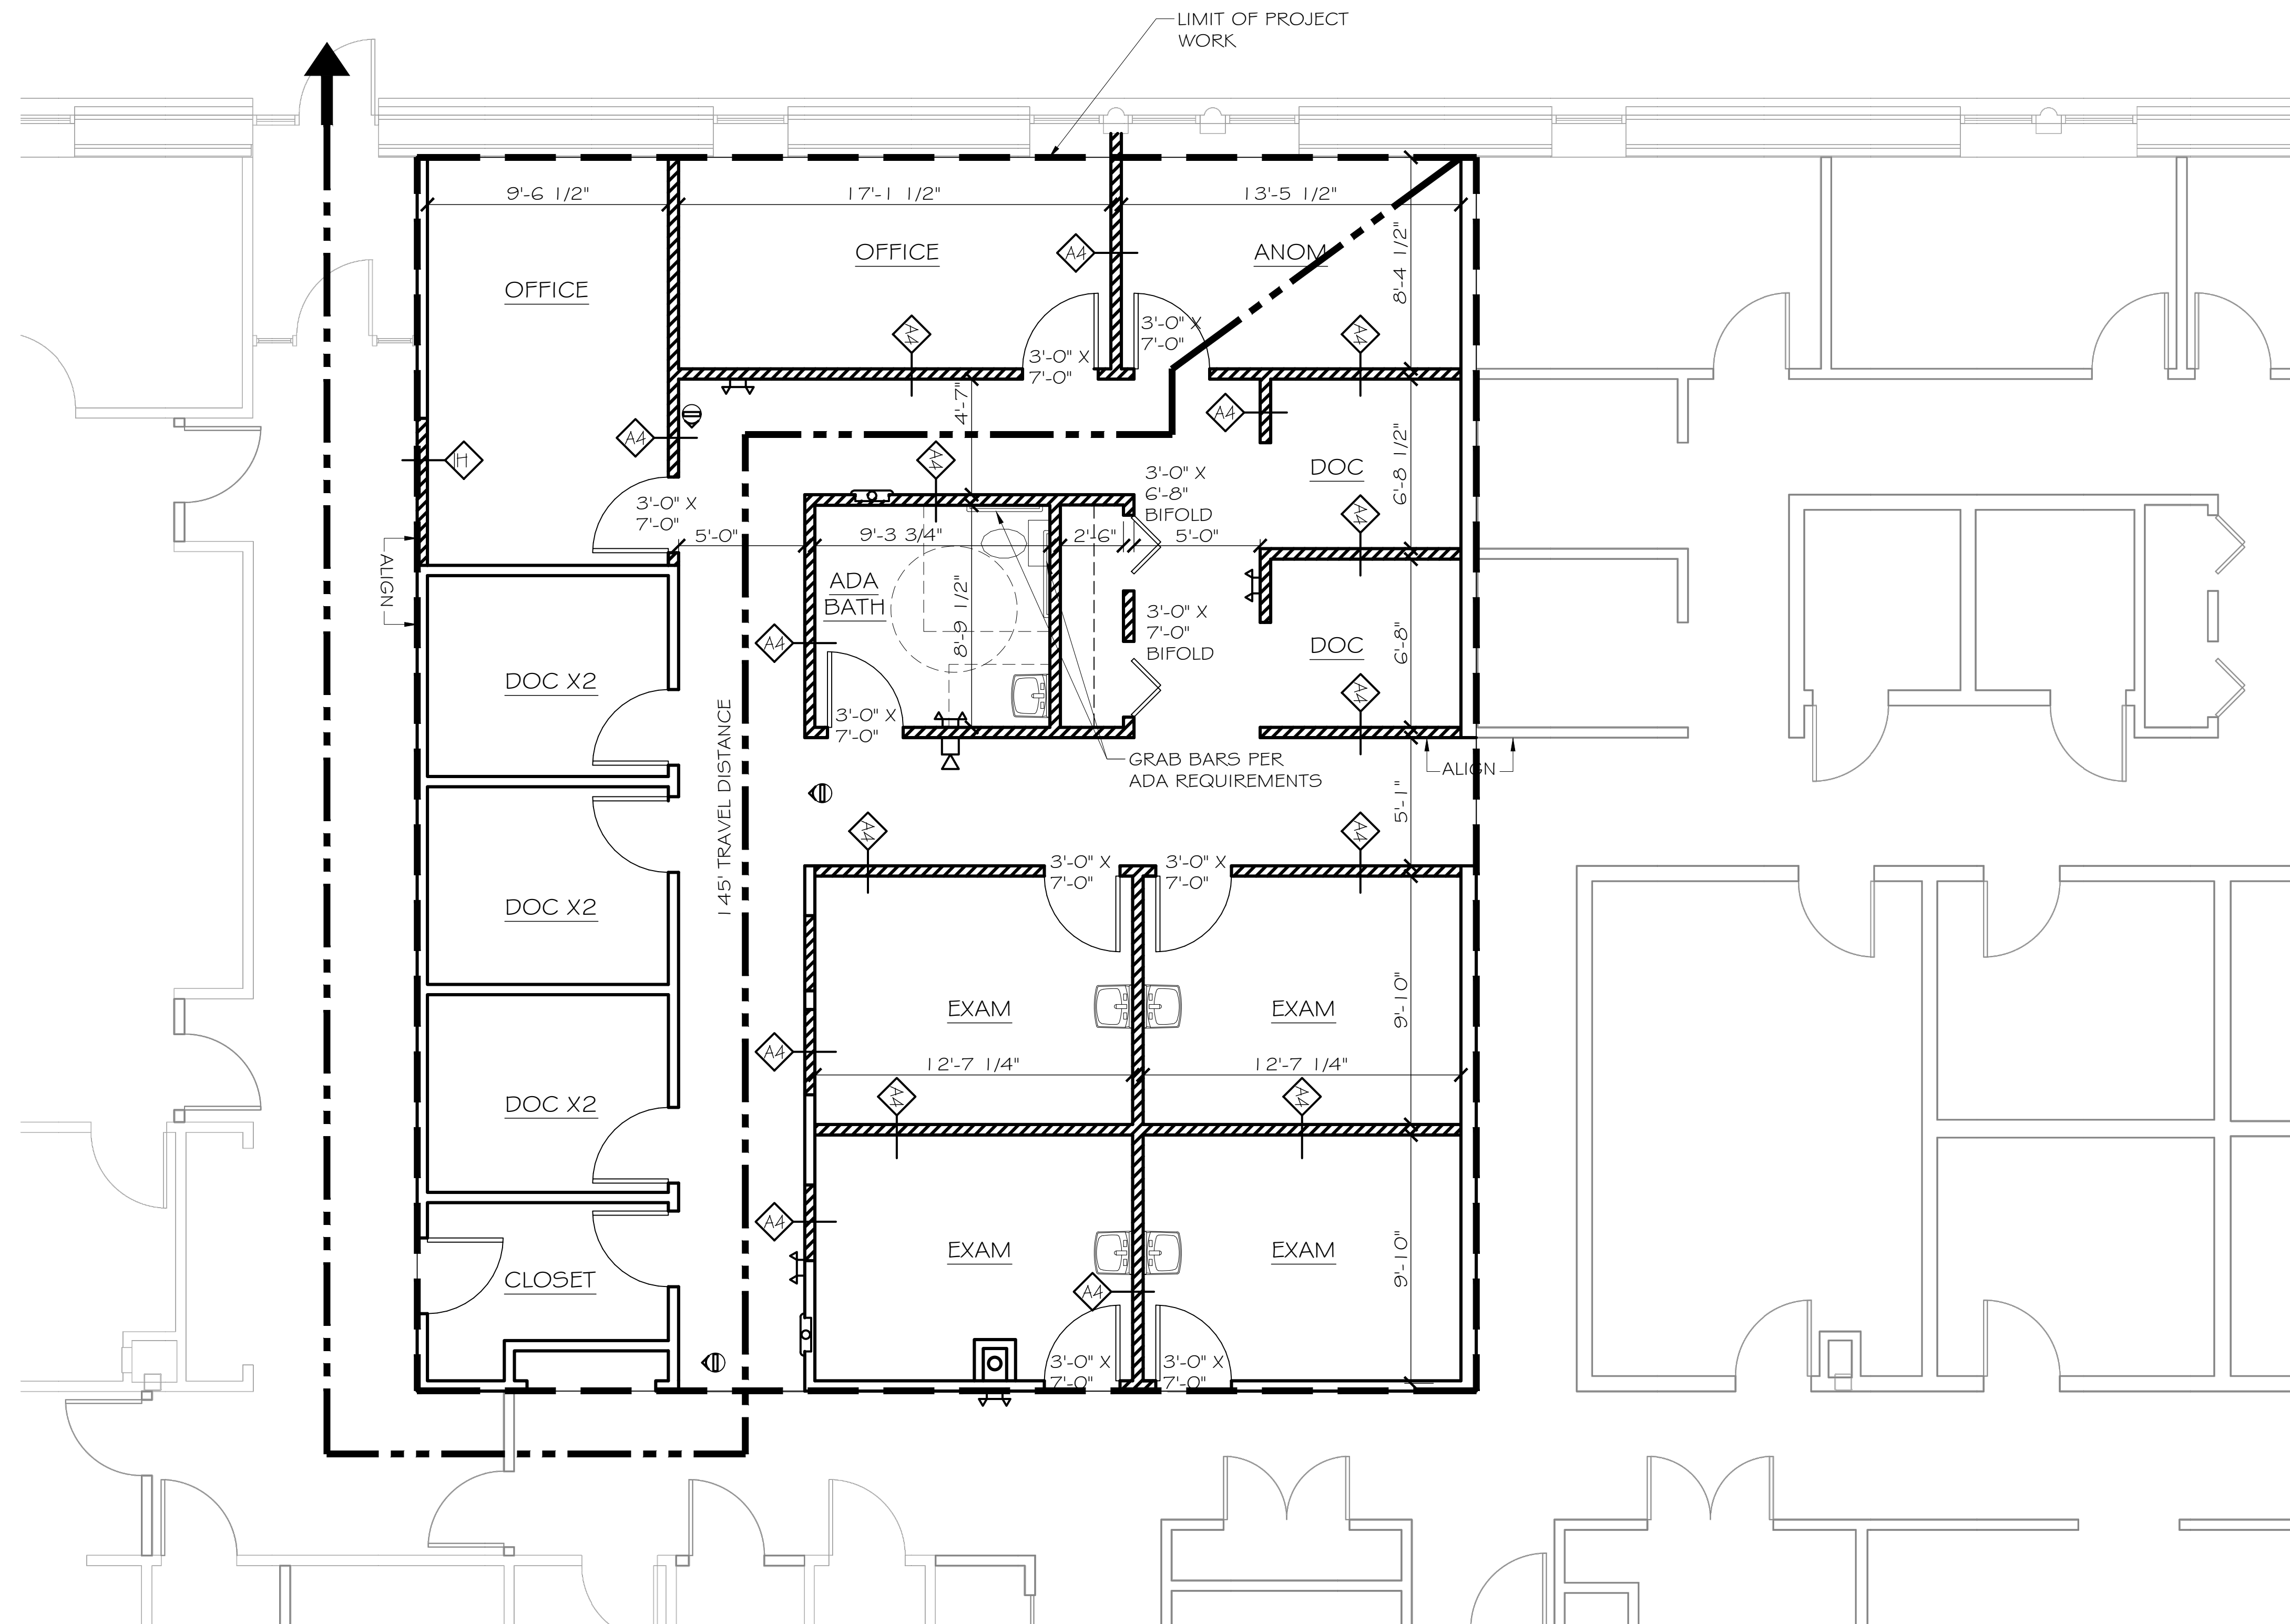 LIMIT OF PROJECT
WORK
9'-6 1/2"
17'-1 1/2"
13'-5 1/2"
OFFICE
OFFICE
A4
ANOM
8'-4 1/2"
A4
3'-0" X
7'-0"
3'-0" X
7'-0"
A4
4'-7"
A4
A4
1H
A4
DOC
6'-8 1/2"
3'-0" X
6'-8"
BIFOLD
3'-0" X
7'-0"
A4
5'-0"
9'-3 3/4"
2'-6"
5'-0"
ALIGN
ADA
BATH
8'-9 1/2"
3'-0" X
7'-0"
BIFOLD
DOC
6'-8"
A4
DOC X2
A4
3'-0" X
7'-0"
145' TRAVEL DISTANCE
GRAB BARS PER
ADA REQUIREMENTS
ALIGN
5'-1"
A4
A4
3'-0" X
7'-0"
3'-0" X
7'-0"
DOC X2
EXAM
EXAM
9'-10"
A4
12'-7 1/4"
12'-7 1/4"
A4
A4
DOC X2
A4
EXAM
EXAM
9'-10"
CLOSET
A4
3'-0" X
7'-0"
3'-0" X
7'-0"